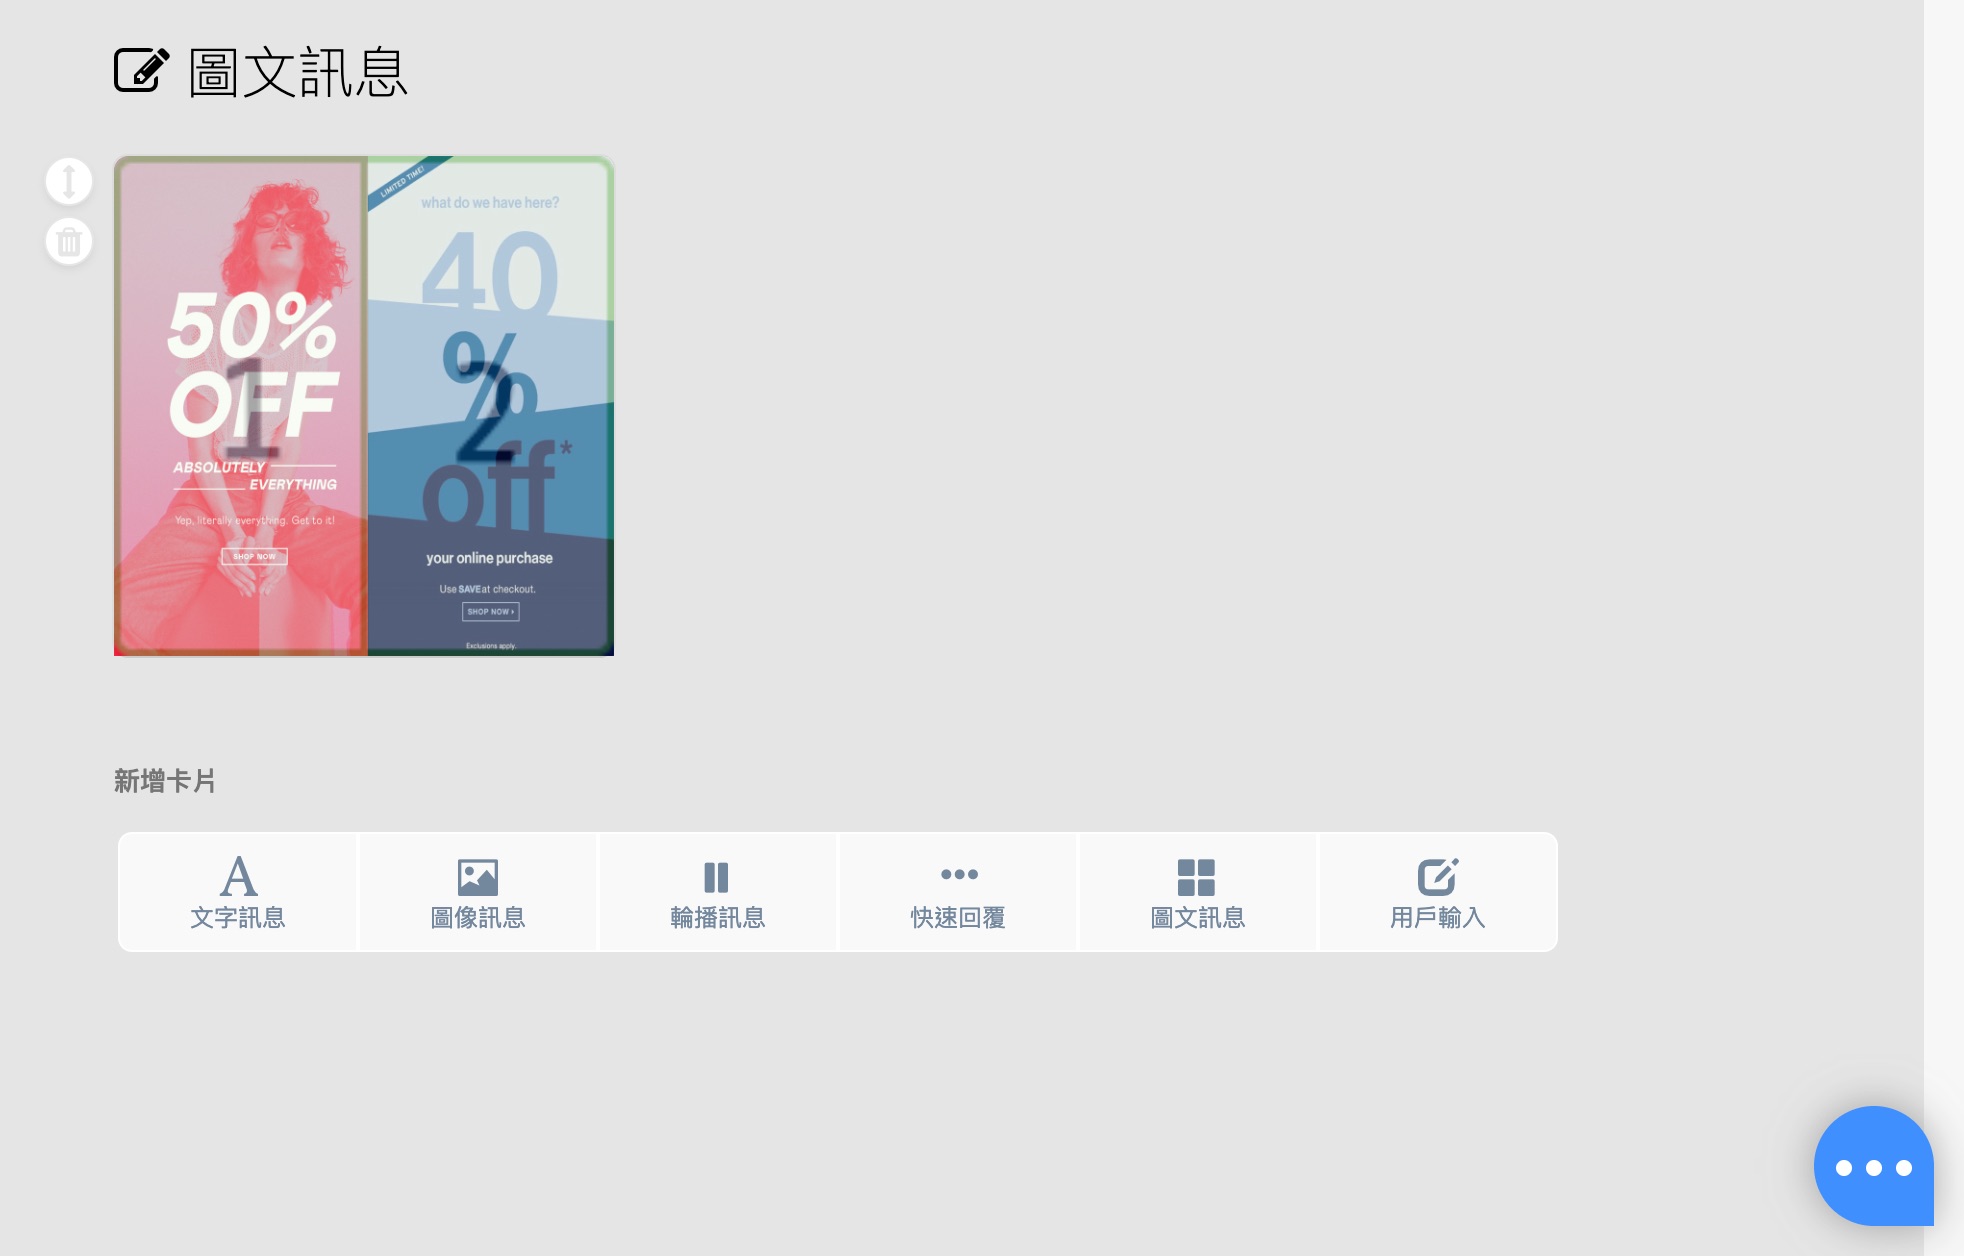 圖文訊息
50%
OFF
ABSOLUTELY
EVERYTHING
Yep, literally everything. Get to it!
SHOP NOW
1
LIMITED TIME!
what do we have here?
40
%
off*
your online purchase
Use SAVE at checkout.
SHOP NOW ›
Exclusions apply.
2
新增卡片
文字訊息
圖像訊息
輪播訊息
快速回覆
圖文訊息
用戶輸入